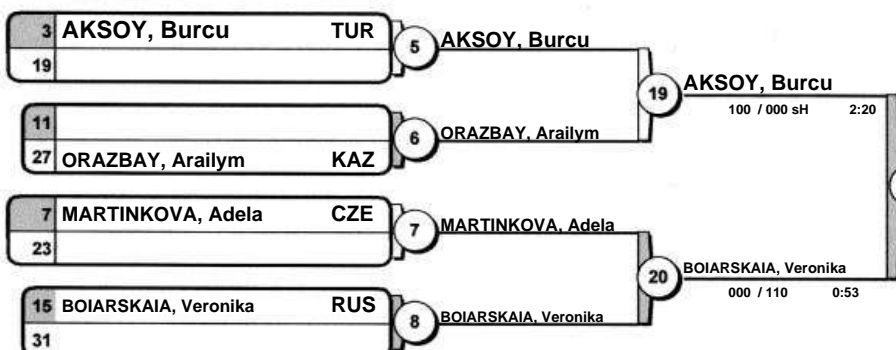 3 AKSOY, Burcu TUR
19
5 AKSOY, Burcu
11
27 ORAZBAY, Arailym KAZ
6 ORAZBAY, Arailym
19 AKSOY, Burcu
100 / 000 sH 2:20
7 MARTINKOVA, Adela CZE
23
7 MARTINKOVA, Adela
15 BOIARSKAIA, Veronika RUS
31
8 BOIARSKAIA, Veronika
20 BOIARSKAIA, Veronika
000 / 110 0:53